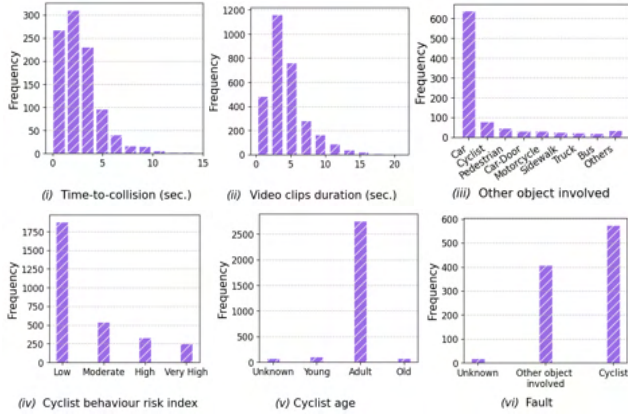 300
250
200
150
100
50
0
0 5 10 15
Frequency
(i) Time-to-collision (sec.)
1200
1000
800
600
400
200
0
0 5 10 15 20
Frequency
(ii) Video clips duration (sec.)
600
500
400
300
200
100
0
Frequency
Car
Cyclist
Pedestrian
Car-Door
Motorcycle
Sidewalk
Truck
Bus
Others
(iii) Other object involved
1750
1500
1250
1000
750
500
250
0
Frequency
Low Moderate High Very High
(iv) Cyclist behaviour risk index
2500
2000
1500
1000
500
0
Frequency
Unknown Young Adult Old
(v) Cyclist age
600
500
400
300
200
100
0
Frequency
Unknown Other object Cyclist
involved
(vi) Fault